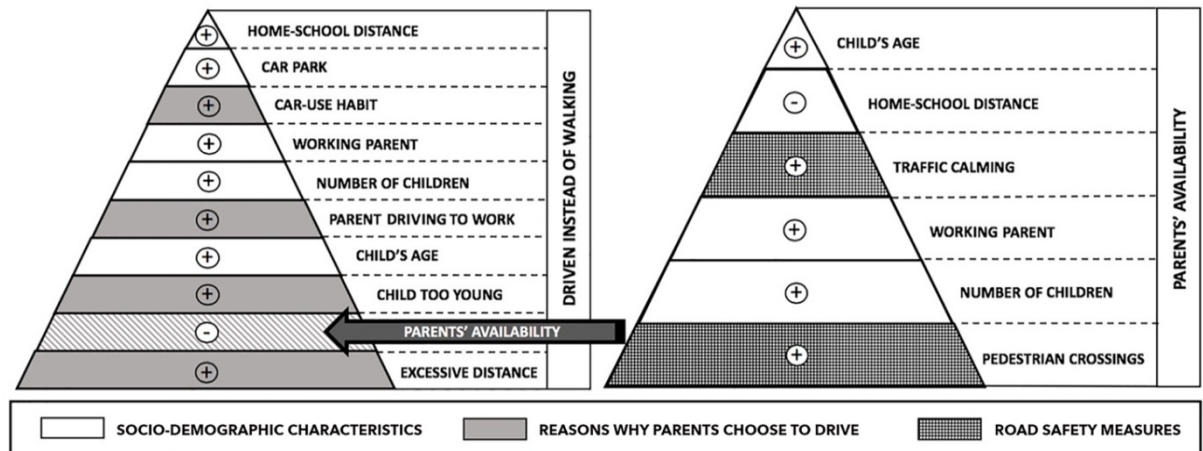 HOME-SCHOOL DISTANCE
CAR PARK
CAR-USE HABIT
WORKING PARENT
NUMBER OF CHILDREN
PARENT DRIVING TO WORK
CHILD'S AGE
CHILD TOO YOUNG
PARENTS' AVAILABILITY
EXCESSIVE DISTANCE
DRIVEN INSTEAD OF WALKING
+
+
+
+
+
+
+
+
-
+
CHILD'S AGE
HOME-SCHOOL DISTANCE
TRAFFIC CALMING
WORKING PARENT
NUMBER OF CHILDREN
PEDESTRIAN CROSSINGS
PARENTS' AVAILABILITY
+
-
+
+
+
+
SOCIO-DEMOGRAPHIC CHARACTERISTICS
REASONS WHY PARENTS CHOOSE TO DRIVE
ROAD SAFETY MEASURES